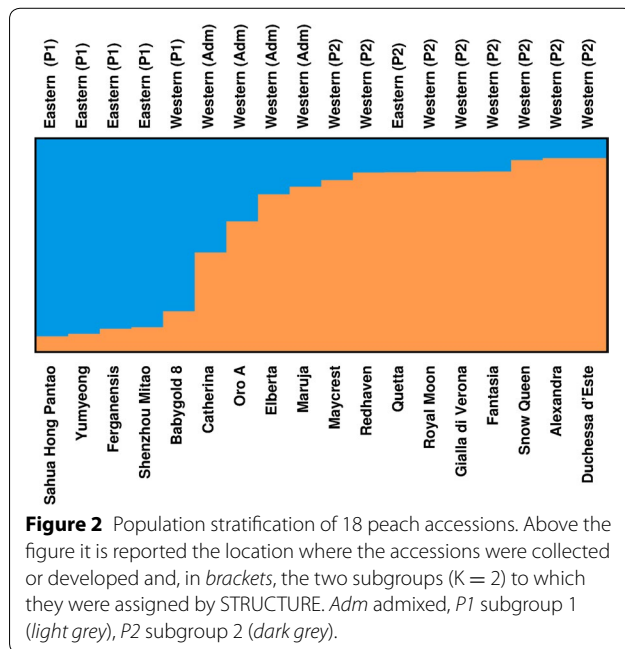 Eastern (P1)
Eastern (P1)
Eastern (P1)
Eastern (P1)
Western (P1)
Western (Adm)
Western (Adm)
Western (Adm)
Western (Adm)
Western (P2)
Western (P2)
Eastern (P2)
Western (P2)
Western (P2)
Western (P2)
Western (P2)
Western (P2)
Western (P2)
Sahua Hong Pantao
Yumyeong
Ferganensis
Shenzhou Mitao
Babygold 8
Catherina
Oro A
Elberta
Maruja
Maycrest
Redhaven
Quetta
Royal Moon
Gialla di Verona
Fantasia
Snow Queen
Alexandra
Duchessa d'Este
Figure 2 Population stratification of 18 peach accessions. Above the
figure it is reported the location where the accessions were collected
or developed and, in brackets, the two subgroups (K = 2) to which
they were assigned by STRUCTURE. Adm admixed, P1 subgroup 1
(light grey), P2 subgroup 2 (dark grey).